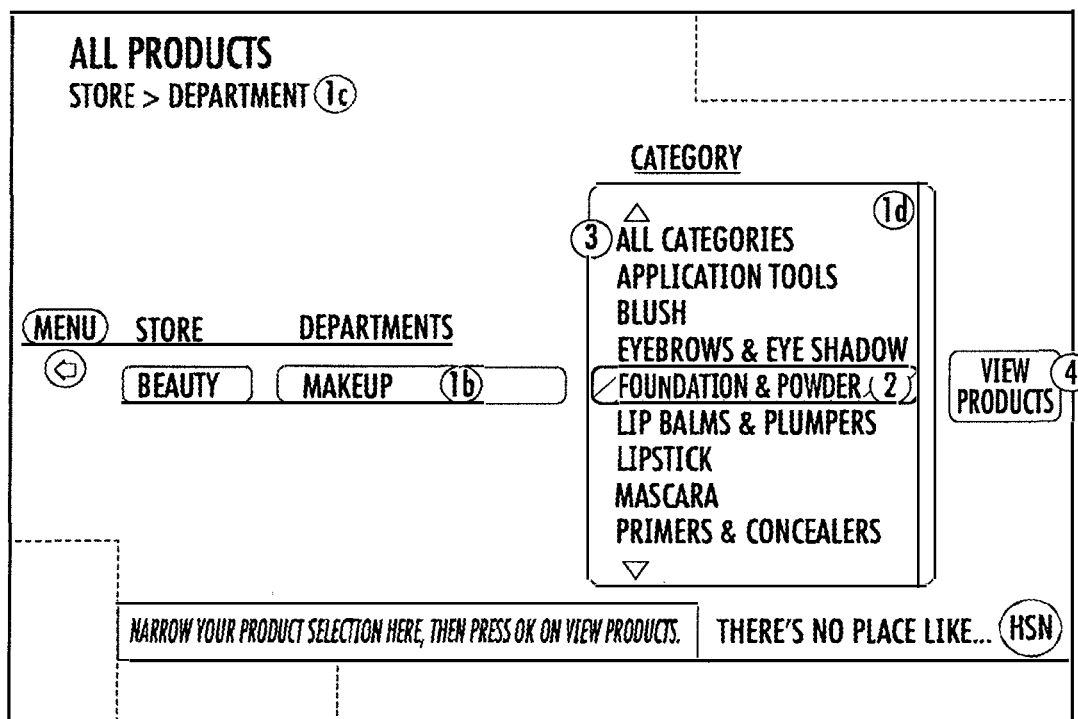 ALL PRODUCTS
STORE > DEPARTMENT 1c
CATEGORY
1d
3 ALL CATEGORIES
APPLICATION TOOLS
BLUSH
MENU STORE DEPARTMENTS
EYEBROWS & EYE SHADOW
BEAUTY MAKEUP 1b FOUNDATION & POWDER 2
VIEW PRODUCTS 4
LIP BALMS & PLUMPERS
LIPSTICK
MASCARA
PRIMERS & CONCEALERS
NARROW YOUR PRODUCT SELECTION HERE, THEN PRESS OK ON VIEW PRODUCTS.
THERE'S NO PLACE LIKE... HSN